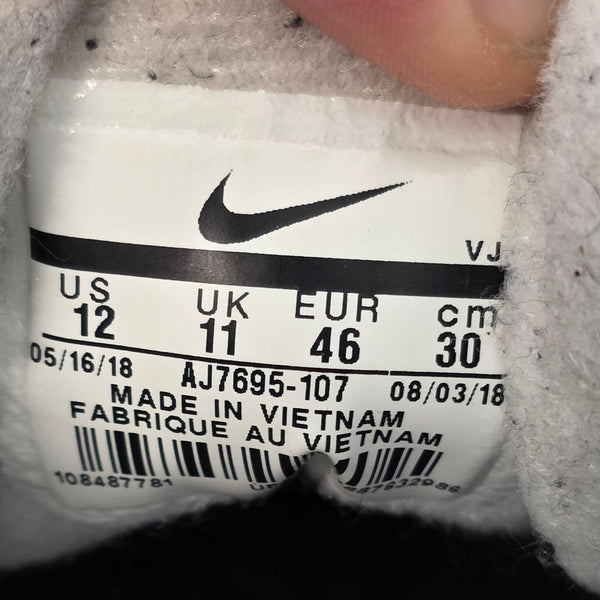 VJ
US UK EUR cm
12 11 46 30
05/16/18 AJ7695-107 08/03/18
MADE IN VIETNAM
FABRIQUE AU VIETNAM
108487781